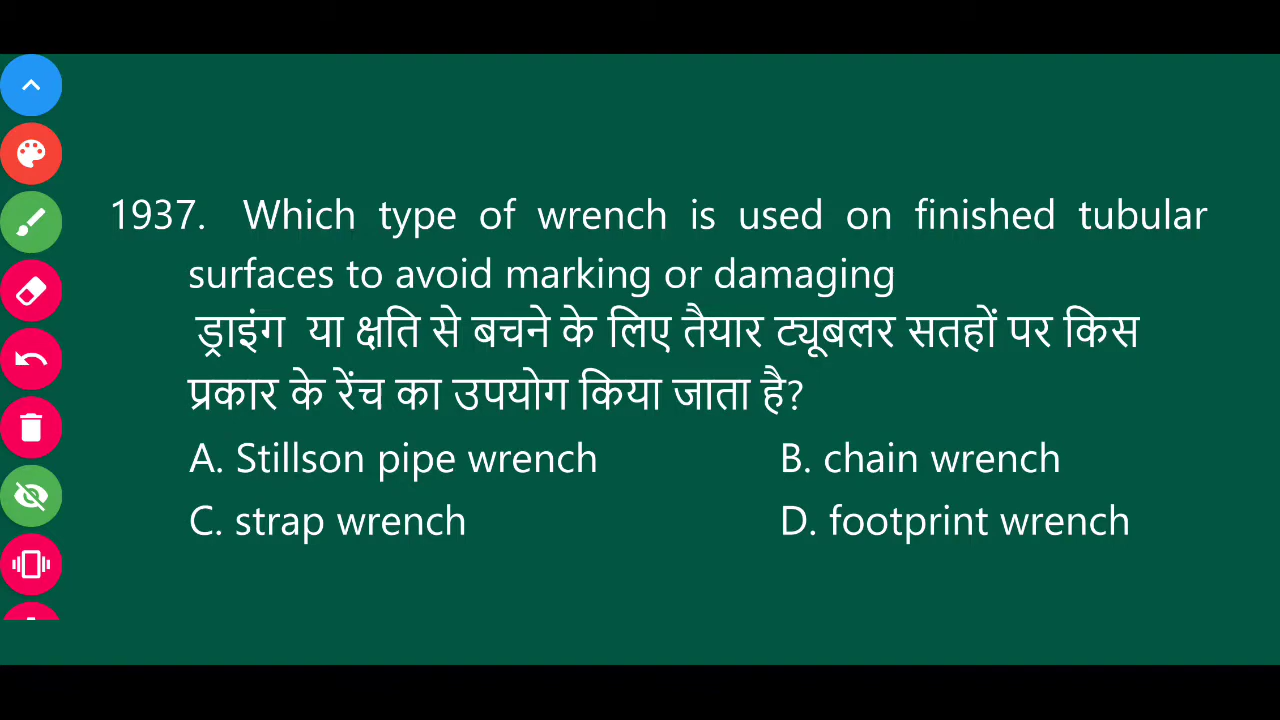 1937. Which type of wrench is used on finished tubular
surfaces to avoid marking or damaging
ड्राइंग या क्षति से बचने के लिए तैयार ट्यूबलर सतहों पर किस
प्रकार के रेंच का उपयोग किया जाता है?
A. Stillson pipe wrench B. chain wrench
C. strap wrench D. footprint wrench